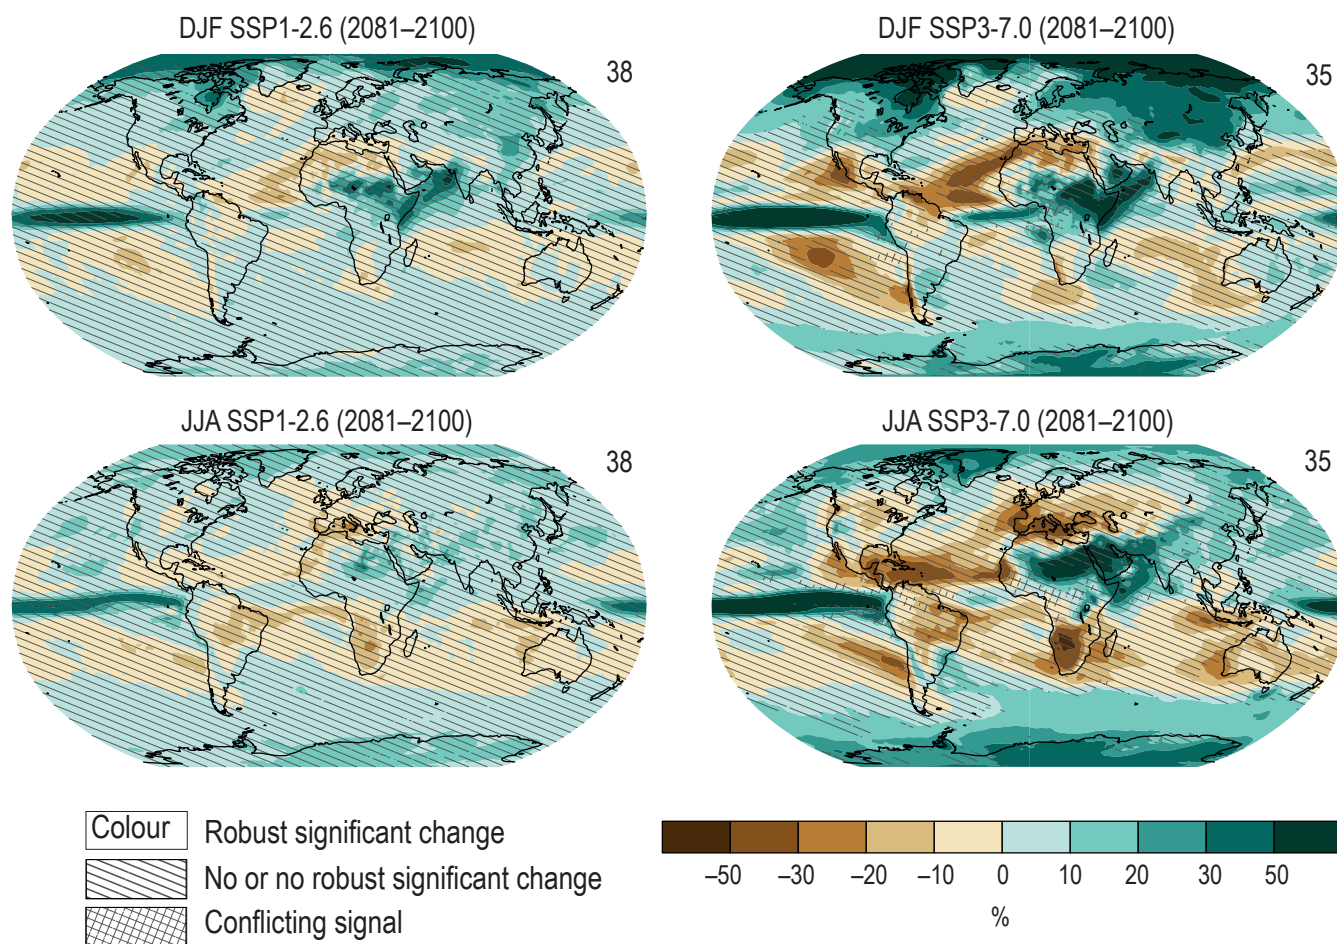 DJF SSP1-2.6 (2081–2100)
38
DJF SSP3-7.0 (2081–2100)
35
JJA SSP1-2.6 (2081–2100)
38
JJA SSP3-7.0 (2081–2100)
35
Colour
Robust significant change
No or no robust significant change
Conflicting signal
–50 –30 –20 –10 0 10 20 30 50
%